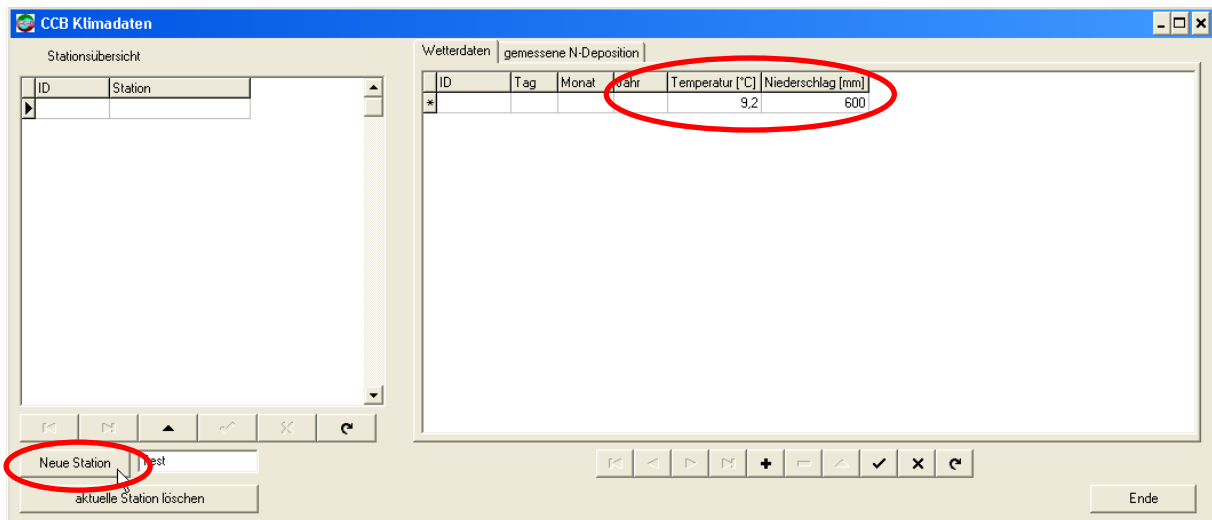 CCB Klimadaten
Stationsübersicht
ID Station
Neue Station Test
aktuelle Station löschen
Wetterdaten gemessene N-Deposition
ID Tag Monat Jahr Temperatur [°C] Niederschlag [mm]
9,2 600
Ende